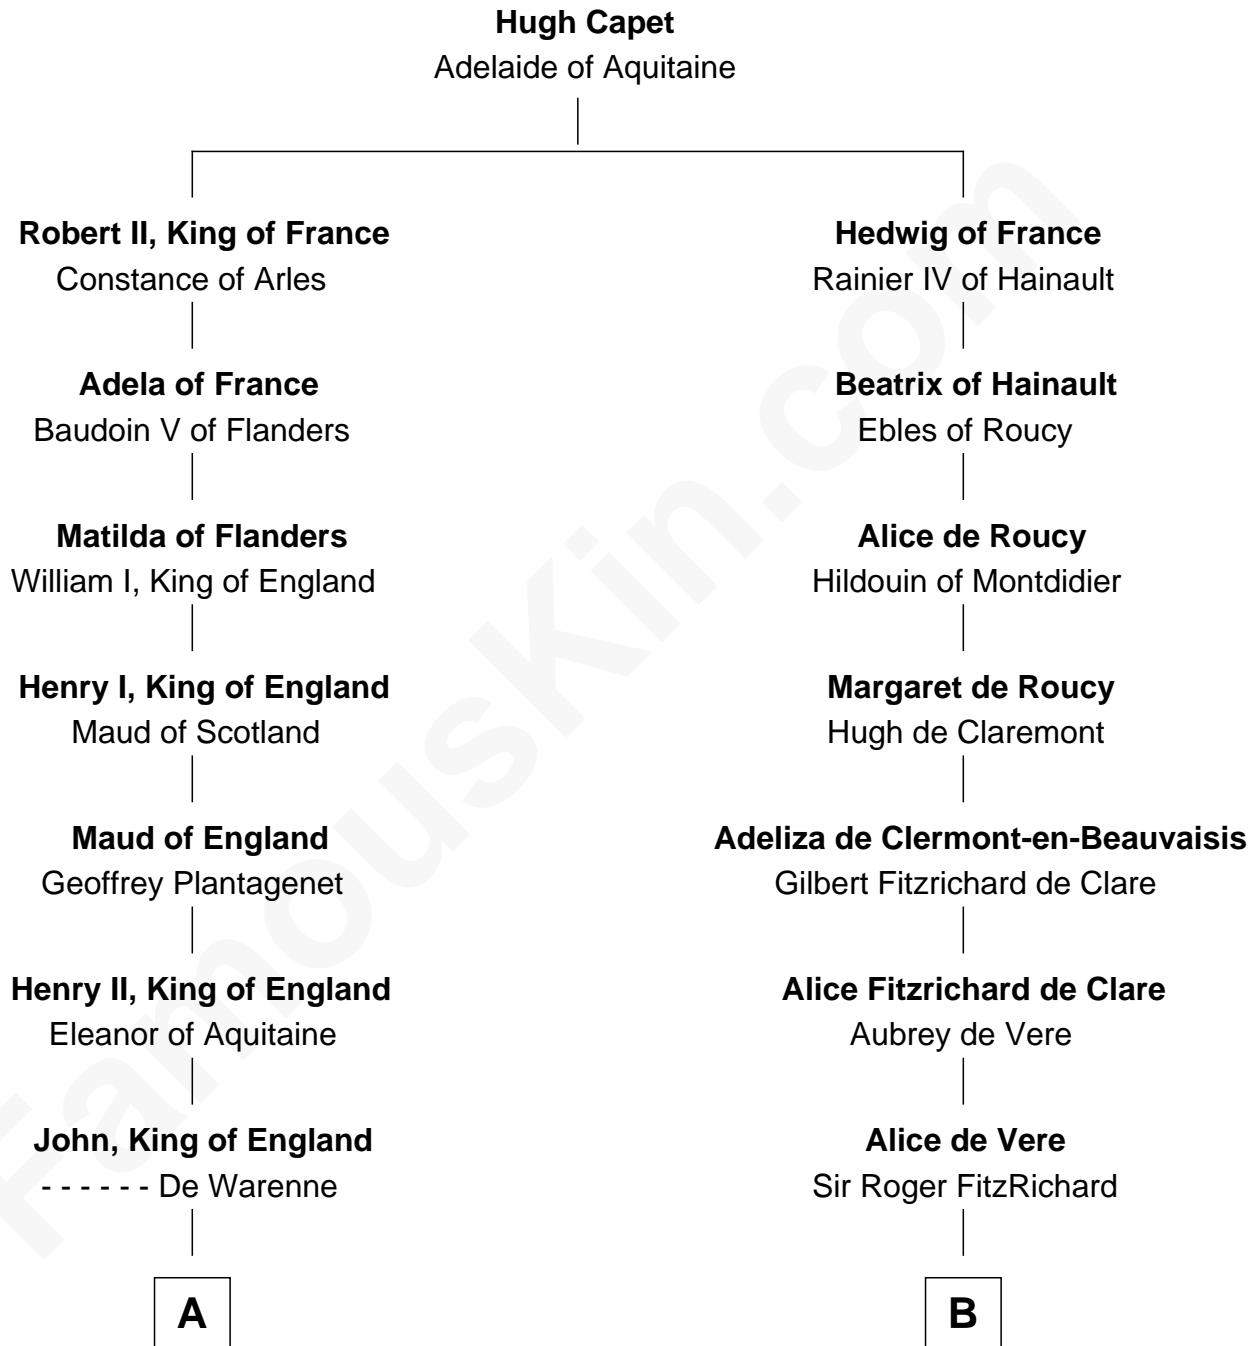 Hugh Capet
Adelaide of Aquitaine
Robert II, King of France
Constance of Arles
Hedwig of France
Rainier IV of Hainault
Adela of France
Baudoin V of Flanders
Beatrix of Hainault
Ebles of Roucy
Matilda of Flanders
William I, King of England
Alice de Roucy
Hildouin of Montdidier
Henry I, King of England
Maud of Scotland
Margaret de Roucy
Hugh de Claremont
Maud of England
Geoffrey Plantagenet
Adeliza de Clermont-en-Beauvaisis
Gilbert Fitzrichard de Clare
Henry II, King of England
Eleanor of Aquitaine
Alice Fitzrichard de Clare
Aubrey de Vere
John, King of England
- - - - - - De Warenne
Alice de Vere
Sir Roger FitzRichard
A
B
FamousKin.com